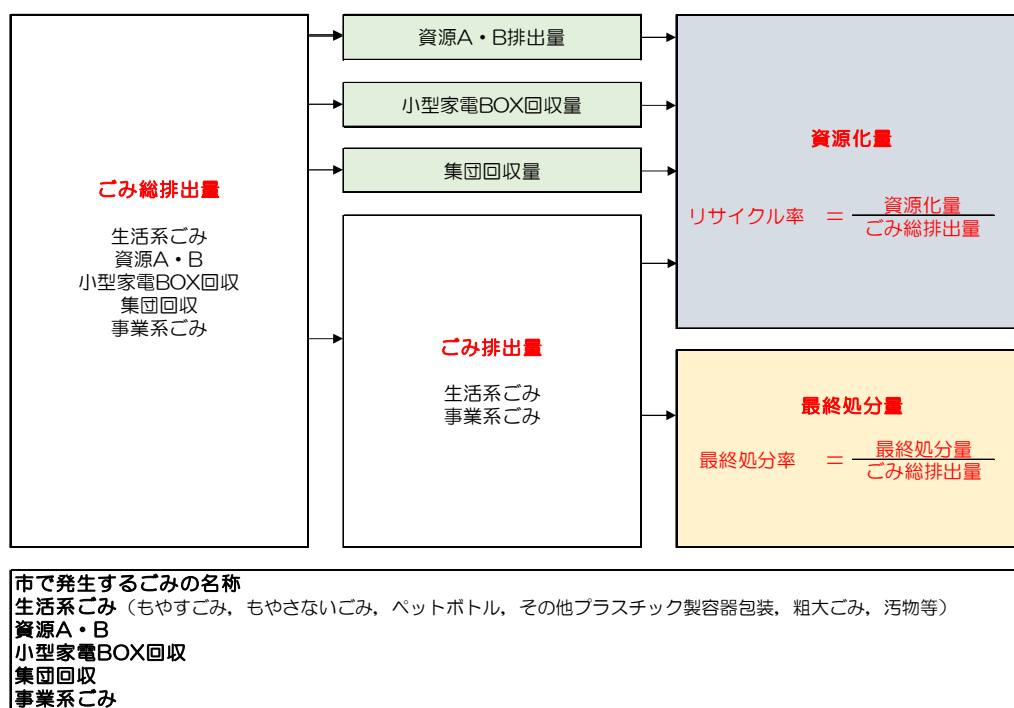 ごみ総排出量
生活系ごみ
資源A・B
小型家電BOX回収
集団回収
事業系ごみ
資源A・B排出量
小型家電BOX回収量
集団回収量
ごみ排出量
生活系ごみ
事業系ごみ
資源化量
リサイクル率 = 資源化量
ごみ総排出量
最終処分量
最終処分率 = 最終処分量
ごみ総排出量
市で発生するごみの名称
生活系ごみ(もやすごみ,もやさないごみ,ペットボトル,その他プラスチック製容器包装,粗大ごみ,汚物等)
資源A・B
小型家電BOX回収
集団回収
事業系ごみ